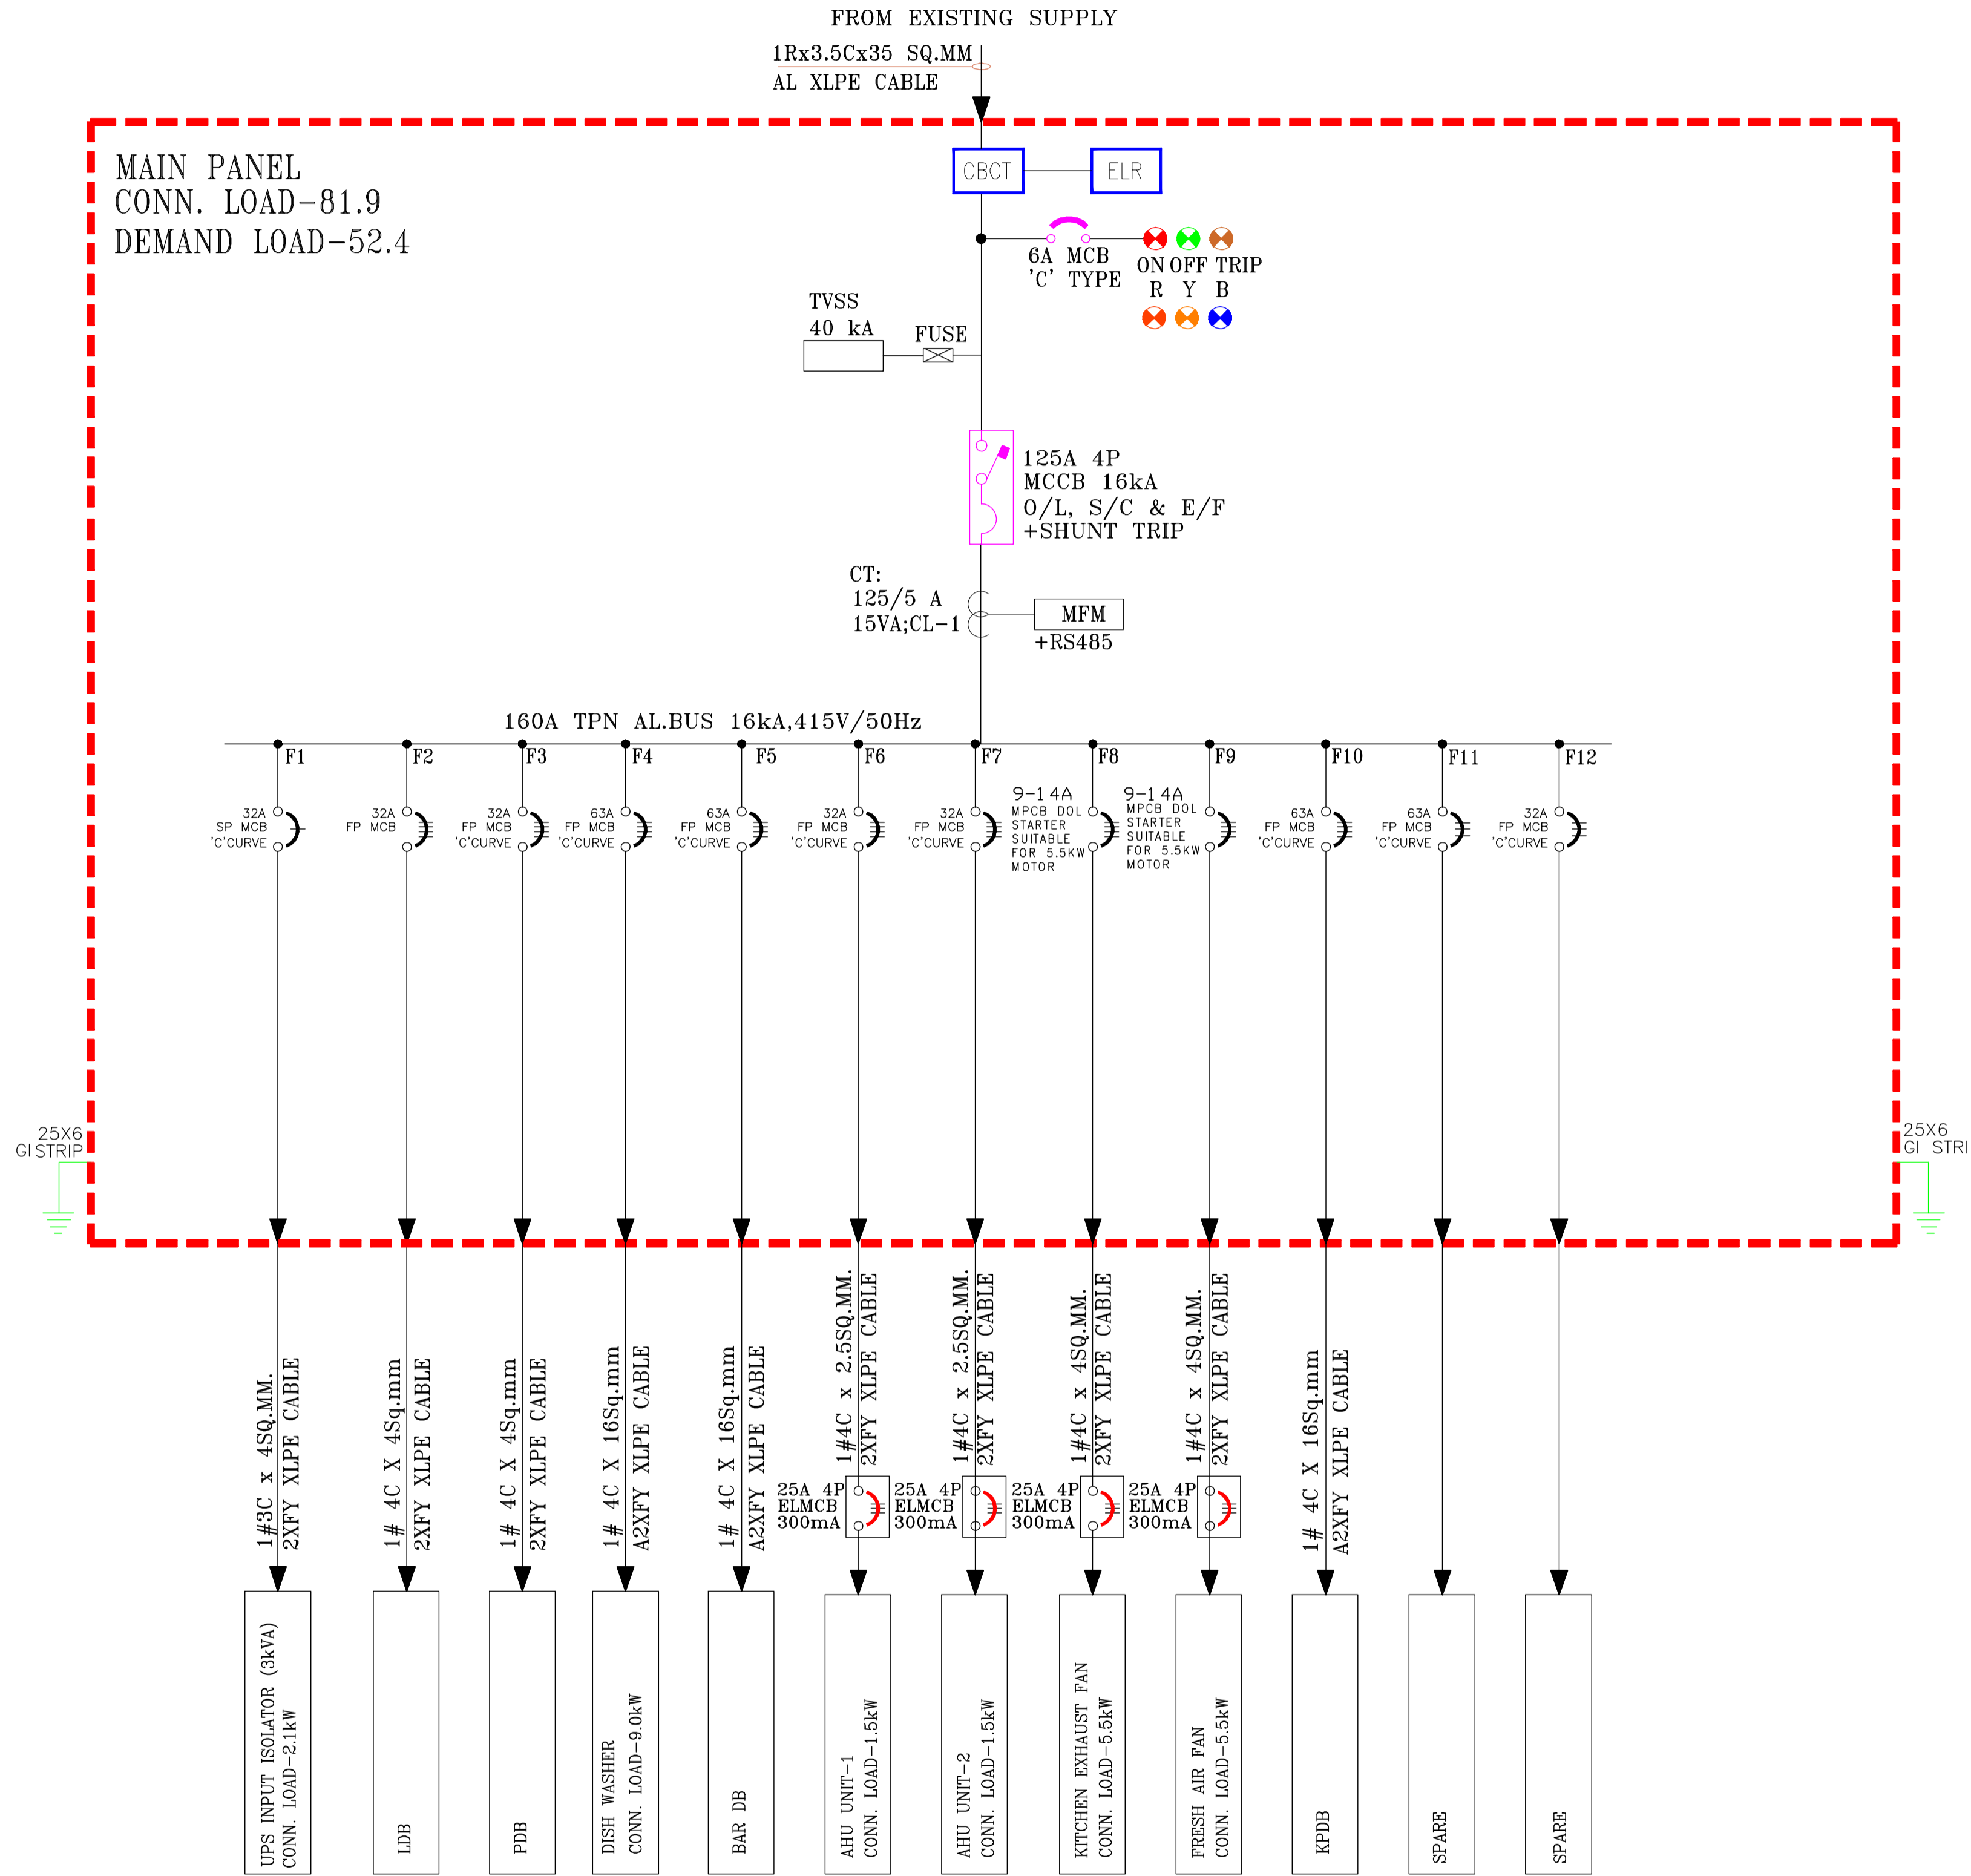 FROM EXISTING SUPPLY
1Rx3.5Cx35 SQ.MM
AL XLPE CABLE
MAIN PANEL
CONN. LOAD-81.9
DEMAND LOAD-52.4
CBCT
ELR
6A MCB
'C' TYPE
ON OFF TRIP
R Y B
TVSS
40 kA
FUSE
125A 4P
MCCB 16kA
O/L, S/C & E/F
+SHUNT TRIP
CT:
125/5 A
15VA;CL-1
MFM
+RS485
160A TPN AL.BUS 16kA,415V/50Hz
F1
F2
F3
F4
F5
F6
F7
F8
F9
F10
F11
F12
32A
SP MCB
'C'CURVE
32A
FP MCB
32A
FP MCB
'C'CURVE
63A
FP MCB
'C'CURVE
63A
FP MCB
'C'CURVE
32A
FP MCB
'C'CURVE
32A
FP MCB
'C'CURVE
9-14A
MPCB DOL
STARTER
SUITABLE
FOR 5.5KW
MOTOR
9-14A
MPCB DOL
STARTER
SUITABLE
FOR 5.5KW
MOTOR
63A
FP MCB
'C'CURVE
63A
FP MCB
'C'CURVE
32A
FP MCB
'C'CURVE
25X6
GI STRIP
25X6
GI STRI
1#3C x 4SQ.MM.
2XFY XLPE CABLE
1# 4C X 4Sq.mm
2XFY XLPE CABLE
1# 4C X 4Sq.mm
2XFY XLPE CABLE
1# 4C X 16Sq.mm
A2XFY XLPE CABLE
1# 4C X 16Sq.mm
A2XFY XLPE CABLE
1#4C x 2.5SQ.MM.
2XFY XLPE CABLE
1#4C x 2.5SQ.MM.
2XFY XLPE CABLE
1#4C x 4SQ.MM.
2XFY XLPE CABLE
1#4C x 4SQ.MM.
2XFY XLPE CABLE
1# 4C X 16Sq.mm
A2XFY XLPE CABLE
25A 4P
ELMCB
300mA
25A 4P
ELMCB
300mA
25A 4P
ELMCB
300mA
25A 4P
ELMCB
300mA
UPS INPUT ISOLATOR (3kVA)
CONN. LOAD-2.1kW
LDB
PDB
DISH WASHER
CONN. LOAD-9.0kW
BAR DB
AHU UNIT-1
CONN. LOAD-1.5kW
AHU UNIT-2
CONN. LOAD-1.5kW
KITCHEN EXHAUST FAN
CONN. LOAD-5.5kW
FRESH AIR FAN
CONN. LOAD-5.5kW
KPDB
SPARE
SPARE